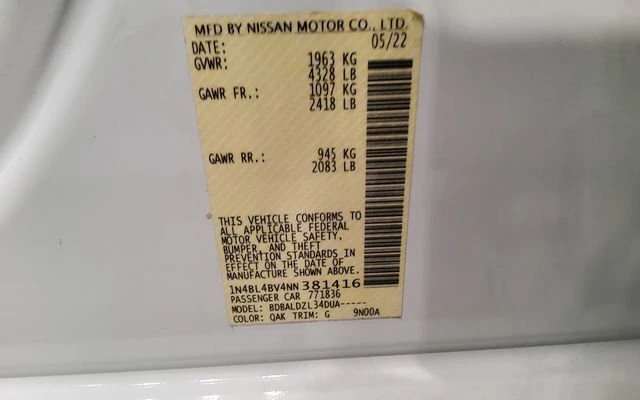 MFD BY NISSAN MOTOR CO., LTD.
DATE: 05/22
GVWR: 1963 KG
4328 LB
GAWR FR.: 1097 KG
2418 LB
GAWR RR.: 945 KG
2083 LB
THIS VEHICLE CONFORMS TO
ALL APPLICABLE FEDERAL
MOTOR VEHICLE SAFETY,
BUMPER, AND THEFT
PREVENTION STANDARDS IN
EFFECT ON THE DATE OF
MANUFACTURE SHOWN ABOVE.
1N4BL4BV4NN381416
PASSENGER CAR 771836
MODEL: BDBALDZL34DUA-----
COLOR: QAK TRIM: G 9N00A